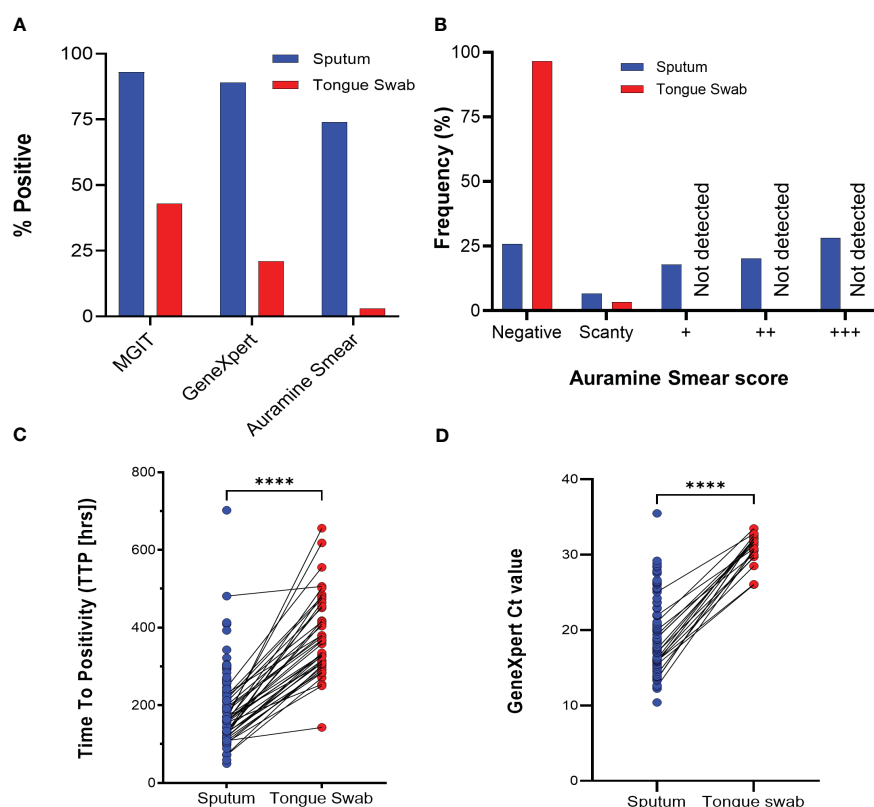 A
100
75
50
25
0
% Positive
Sputum
Tongue Swab
MGIT
GeneXpert
Auramine Smear
B
100
75
50
25
0
Frequency (%)
Sputum
Tongue Swab
Not detected
Not detected
Not detected
Negative
Scanty
+
++
+++
Auramine Smear score
C
800
600
400
200
0
Time To Positivity (TTP [hrs])
****
Sputum
Tongue Swab
D
40
30
20
10
0
GeneXpert Ct value
****
Sputum
Tongue Swab